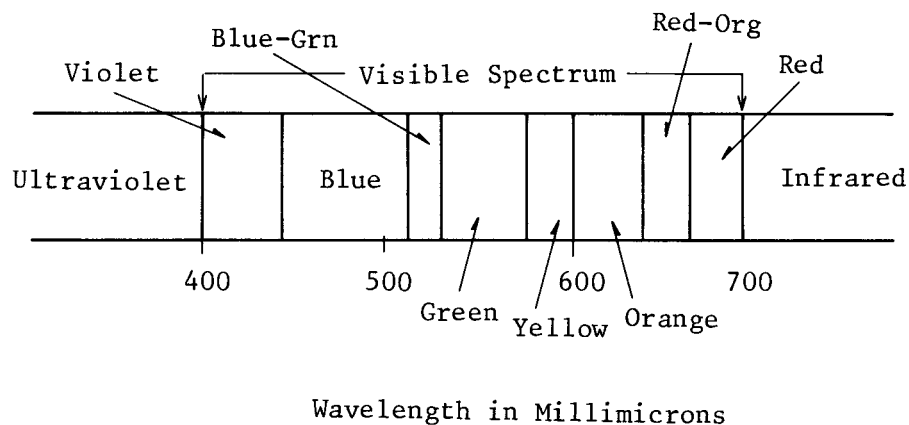 Red-Org
Blue-Grn
Violet
Visible Spectrum
Red
Ultraviolet
Blue
Infrared
400
500
600
700
Green
Yellow
Orange
Wavelength in Millimicrons